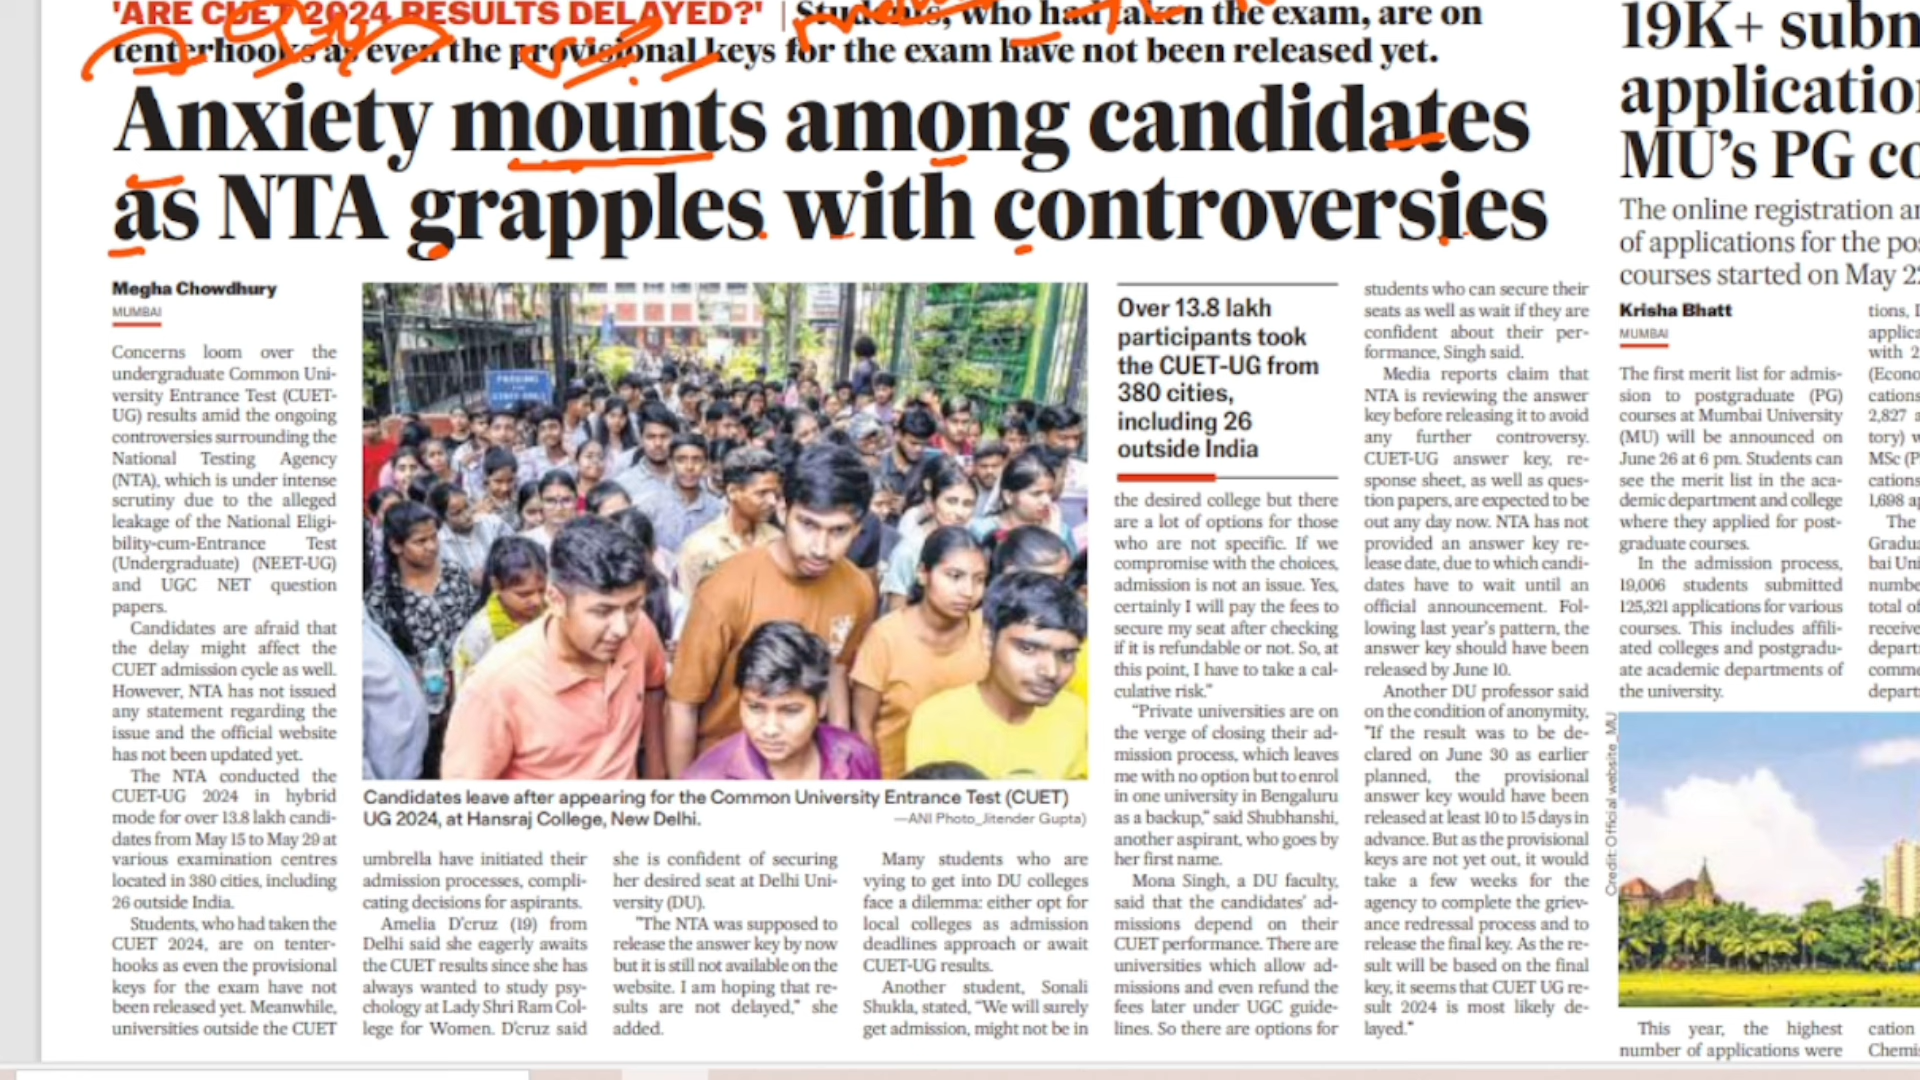 'ARE CUET 2024 RESULTS DELAYED?' | Students, who had taken the exam, are on
tenterhooks as even the provisional keys for the exam have not been released yet.
Anxiety mounts among candidates
as NTA grapples with controversies
Megha Chowdhury
MUMBAI
Concerns loom over the
undergraduate Common Uni-
versity Entrance Test (CUET-
UG) results amid the ongoing
controversies surrounding the
National Testing Agency
(NTA), which is under intense
scrutiny due to the alleged
leakage of the National Eligi-
bility-cum-Entrance Test
(Undergraduate) (NEET-UG)
and UGC NET question
papers.
Candidates are afraid that
the delay might affect the
CUET admission cycle as well.
However, NTA has not issued
any statement regarding the
issue and the official website
has not been updated yet.
The NTA conducted the
CUET-UG 2024 in hybrid
mode for over 13.8 lakh candi-
dates from May 15 to May 29 at
various examination centres
located in 380 cities, including
26 outside India.
Students, who had taken the
CUET 2024, are on tenter-
hooks as even the provisional
keys for the exam have not
been released yet. Meanwhile,
universities outside the CUET
PARKING
Candidates leave after appearing for the Common University Entrance Test (CUET)
UG 2024, at Hansraj College, New Delhi.
—ANI Photo_Jitender Gupta)
umbrella have initiated their
admission processes, compli-
cating decisions for aspirants.
Amelia D'cruz (19) from
Delhi said she eagerly awaits
the CUET results since she has
always wanted to study psy-
chology at Lady Shri Ram Col-
lege for Women. D'cruz said
she is confident of securing
her desired seat at Delhi Uni-
versity (DU).
"The NTA was supposed to
release the answer key by now
but it is still not available on the
website. I am hoping that re-
sults are not delayed," she
added.
Many students who are
vying to get into DU colleges
face a dilemma: either opt for
local colleges as admission
deadlines approach or await
CUET-UG results.
Another student, Sonali
Shukla, stated, "We will surely
get admission, might not be in
Over 13.8 lakh
participants took
the CUET-UG from
380 cities,
including 26
outside India
the desired college but there
are a lot of options for those
who are not specific. If we
compromise with the choices,
admission is not an issue. Yes,
certainly I will pay the fees to
secure my seat after checking
if it is refundable or not. So, at
this point, I have to take a cal-
culative risk."
"Private universities are on
the verge of closing their ad-
mission process, which leaves
me with no option but to enrol
in one university in Bengaluru
as a backup," said Shubhanshi,
another aspirant, who goes by
her first name.
Mona Singh, a DU faculty,
said that the candidates' ad-
missions depend on their
CUET performance. There are
universities which allow ad-
missions and even refund the
fees later under UGC guide-
lines. So there are options for
students who can secure their
seats as well as wait if they are
confident about their per-
formance, Singh said.
Media reports claim that
NTA is reviewing the answer
key before releasing it to avoid
any further controversy.
CUET-UG answer key, re-
sponse sheet, as well as ques-
tion papers, are expected to be
out any day now. NTA has not
provided an answer key re-
lease date, due to which candi-
dates have to wait until an
official announcement. Fol-
lowing last year's pattern, the
answer key should have been
released by June 10.
Another DU professor said
on the condition of anonymity,
"If the result was to be de-
clared on June 30 as earlier
planned, the provisional
answer key would have been
released at least 10 to 15 days in
advance. But as the provisional
keys are not yet out, it would
take a few weeks for the
agency to complete the griev-
ance redressal process and to
release the final key. As the re-
sult will be based on the final
key, it seems that CUET UG re-
sult 2024 is most likely de-
layed."
19K+ subn
applicatio
MU's PG co
The online registration an
of applications for the pos
courses started on May 22
Krisha Bhatt
MUMBAI
The first merit list for admis-
sion to postgraduate (PG)
courses at Mumbai University
(MU) will be announced on
June 26 at 6 pm. Students can
see the merit list in the aca-
demic department and college
where they applied for post-
graduate courses.
In the admission process,
19,006 students submitted
125,321 applications for various
courses. This includes affili-
ated colleges and postgradu-
ate academic departments of
the university.
Credit: Official website_MU
This year, the highest
number of applications were
tions, D
applica
with 2
(Econo
cations
2,827 a
tory) w
MSc (P
cations
1,698 ap
The
Gradua
bai Uni
numbe
total of
receive
depart
comme
depart
cation
Chemis